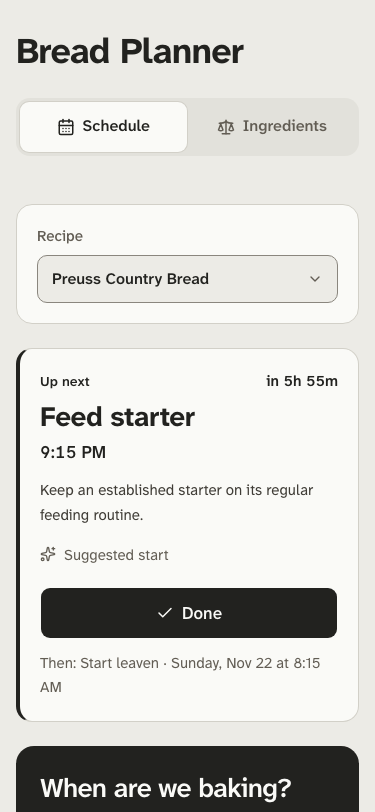 Bread Planner
Schedule
Ingredients
Recipe
Preuss Country Bread
Up next
in 5h 55m
Feed starter
9:15 PM
Keep an established starter on its regular
feeding routine.
Suggested start
Done
Then: Start leaven · Sunday, Nov 22 at 8:15
AM
When are we baking?